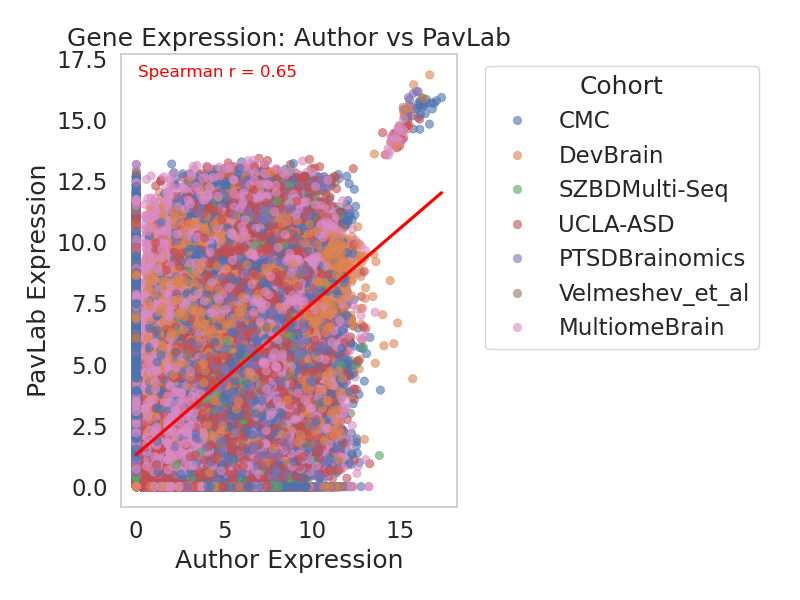 Gene Expression: Author vs PavLab
Spearman r = 0.65
17.5
15.0
12.5
10.0
7.5
5.0
2.5
0.0
PavLab Expression
0 5 10 15
Author Expression
Cohort
CMC
DevBrain
SZBDMulti-Seq
UCLA-ASD
PTSDBrainomics
Velmeshev_et_al
MultiomeBrain